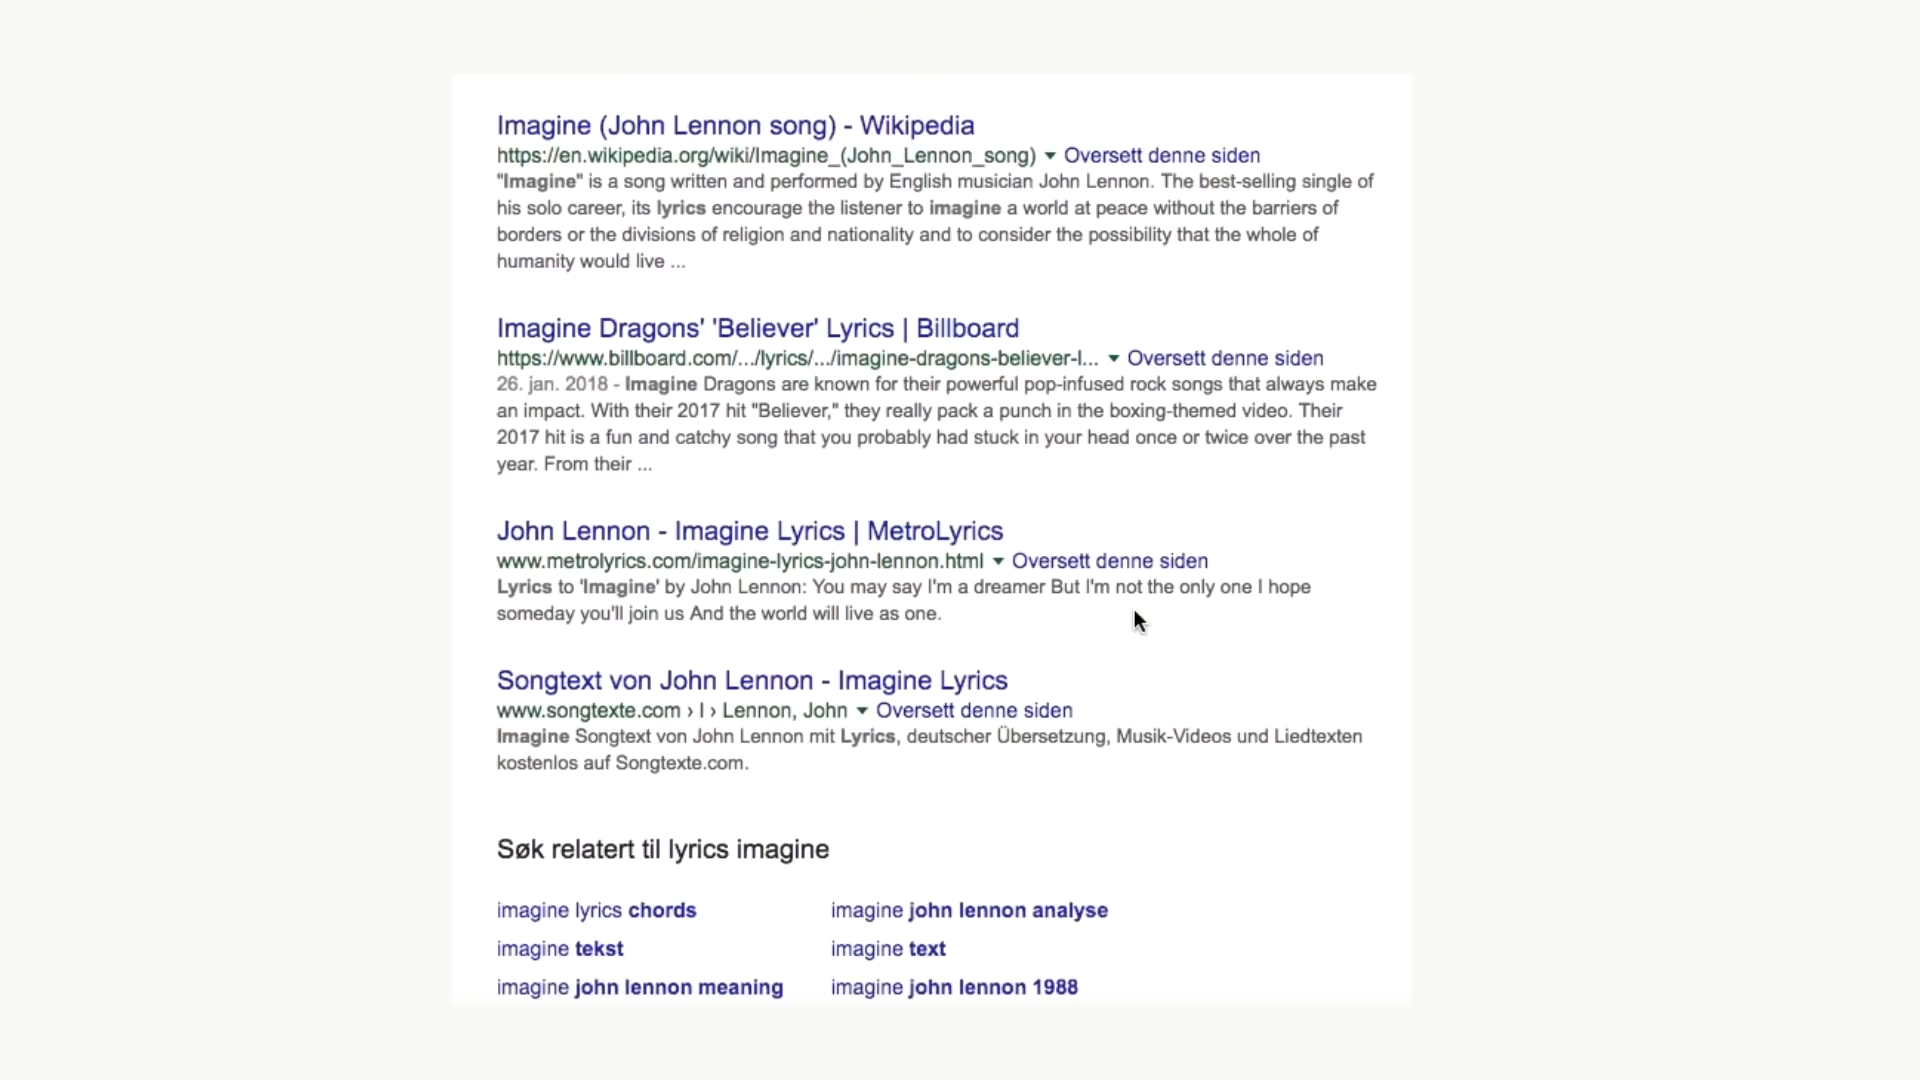 Imagine (John Lennon song) - Wikipedia
https://en.wikipedia.org/wiki/Imagine_(John_Lennon_song) ▼ Oversett denne siden
"Imagine" is a song written and performed by English musician John Lennon. The best-selling single of
his solo career, its lyrics encourage the listener to imagine a world at peace without the barriers of
borders or the divisions of religion and nationality and to consider the possibility that the whole of
humanity would live ...
Imagine Dragons' 'Believer' Lyrics | Billboard
https://www.billboard.com/.../lyrics/.../imagine-dragons-believer-l... ▼ Oversett denne siden
26. jan. 2018 - Imagine Dragons are known for their powerful pop-infused rock songs that always make
an impact. With their 2017 hit "Believer," they really pack a punch in the boxing-themed video. Their
2017 hit is a fun and catchy song that you probably had stuck in your head once or twice over the past
year. From their ...
John Lennon - Imagine Lyrics | MetroLyrics
www.metrolyrics.com/imagine-lyrics-john-lennon.html ▼ Oversett denne siden
Lyrics to 'Imagine' by John Lennon: You may say I'm a dreamer But I'm not the only one I hope
someday you'll join us And the world will live as one.
Songtext von John Lennon - Imagine Lyrics
www.songtexte.com › l › Lennon, John ▼ Oversett denne siden
Imagine Songtext von John Lennon mit Lyrics, deutscher Übersetzung, Musik-Videos und Liedtexten
kostenlos auf Songtexte.com.
Søk relatert til lyrics imagine
imagine lyrics chords
imagine john lennon analyse
imagine tekst
imagine text
imagine john lennon meaning
imagine john lennon 1988